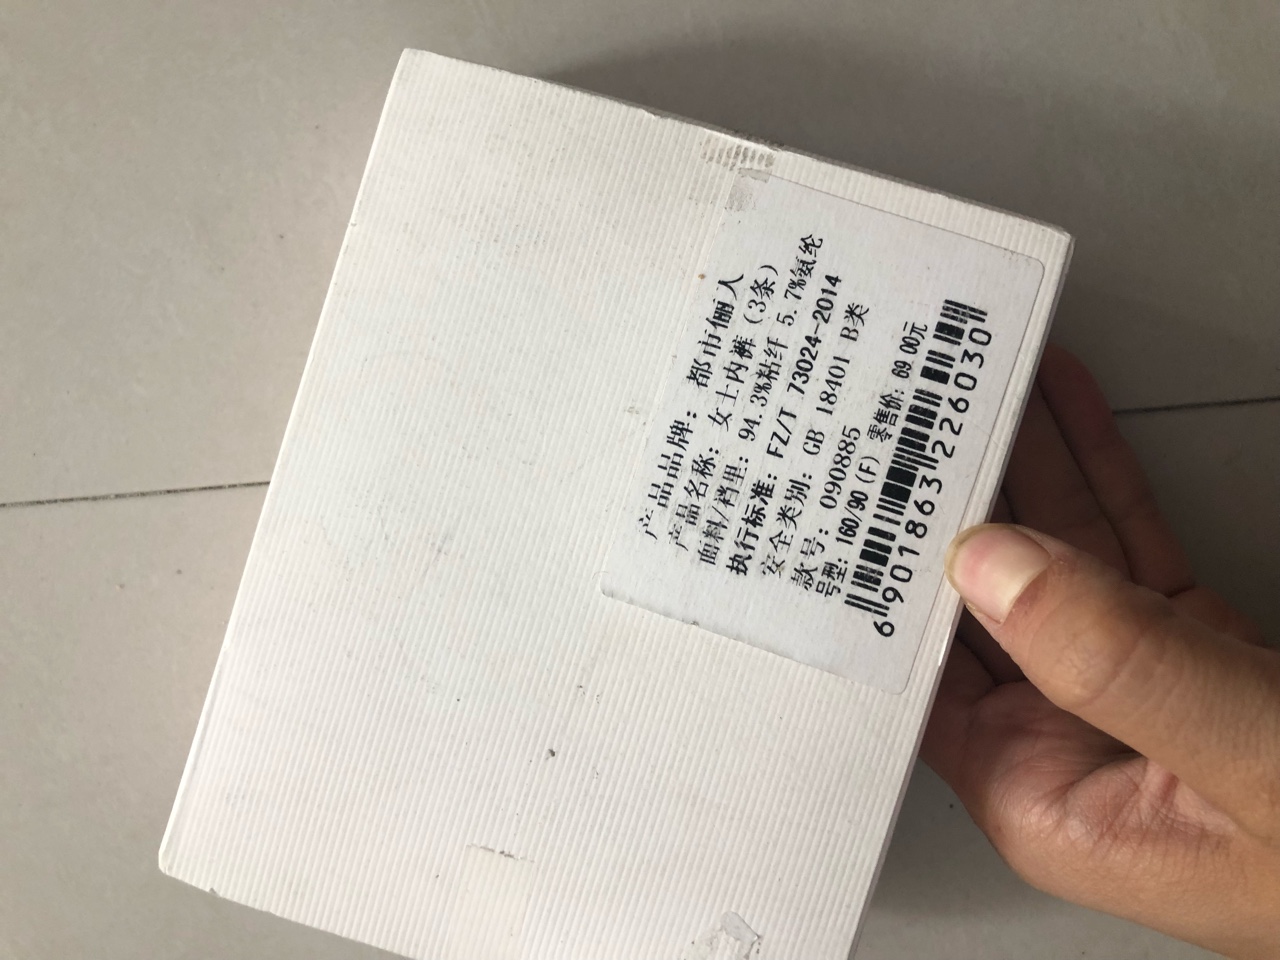 产品品牌: 都市俪人
产品名称: 女士内裤 (3条)
面料/裆里: 94.3%粘纤 5.7%氨纶
执行标准: FZ/T 73024-2014
安全类别: GB 18401 B类
款号: 090885
号型: 160/90(F) 零售价: 69.00元
6901863226030